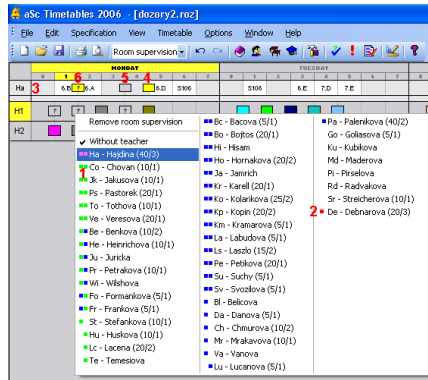 aSc Timetables 2006 - [dozory2.roz]
File Edit Specification View Timetable Options Window Help
Room supervision
MONDAY TUESDAY
0 1 2 3 4 5 6 7 0 1 2 3 4 5 6 7
6 5 4
Ha 3 6.B ? 6.A 6.D S106 S108 6.E 7.D 7.E
H1 ? ? ?
H2
Remove room supervision
Without teacher
Ha - Hajdina (40/3)
Co - Chovan (10/1)
1
Jk - Jakusova (10/1)
Ps - Pastorek (20/1)
To - Tothova (10/1)
Ve - Veresova (20/1)
Be - Benkova (10/2)
He - Heinrichova (10/1)
Ju - Juricka
Pr - Petrakova (10/1)
Wi - Wilshova
Fo - Formankova (5/1)
Fr - Frankova (5/1)
St - Stefankova (10/1)
Hu - Huskova (10/1)
Lc - Lacena (20/2)
Te - Temesiova
Bc - Bacova (5/1)
Bo - Bojtos (20/1)
Hi - Hisam
Ho - Hornakova (20/2)
Ja - Jamrich
Kr - Karell (20/1)
Ko - Kolarikova (25/2)
Kp - Kopin (20/2)
Km - Kramarova (5/1)
La - Labudova (5/1)
Ls - Laszlo (15/2)
Pe - Petikova (20/1)
Su - Suchy (5/1)
Sv - Svozilova (5/1)
Bl - Belicova
Da - Danova (5/1)
Ch - Chmurova (10/2)
Mr - Mrakavova (10/1)
Va - Vanova
Lu - Lucanova (5/1)
Pa - Palenikova (40/2)
Go - Goliasova (5/1)
Ku - Kubikova
Md - Maderova
Pi - Pirselova
Rd - Radvakova
Sr - Streicherova (10/1)
2 De - Debnarova (20/3)